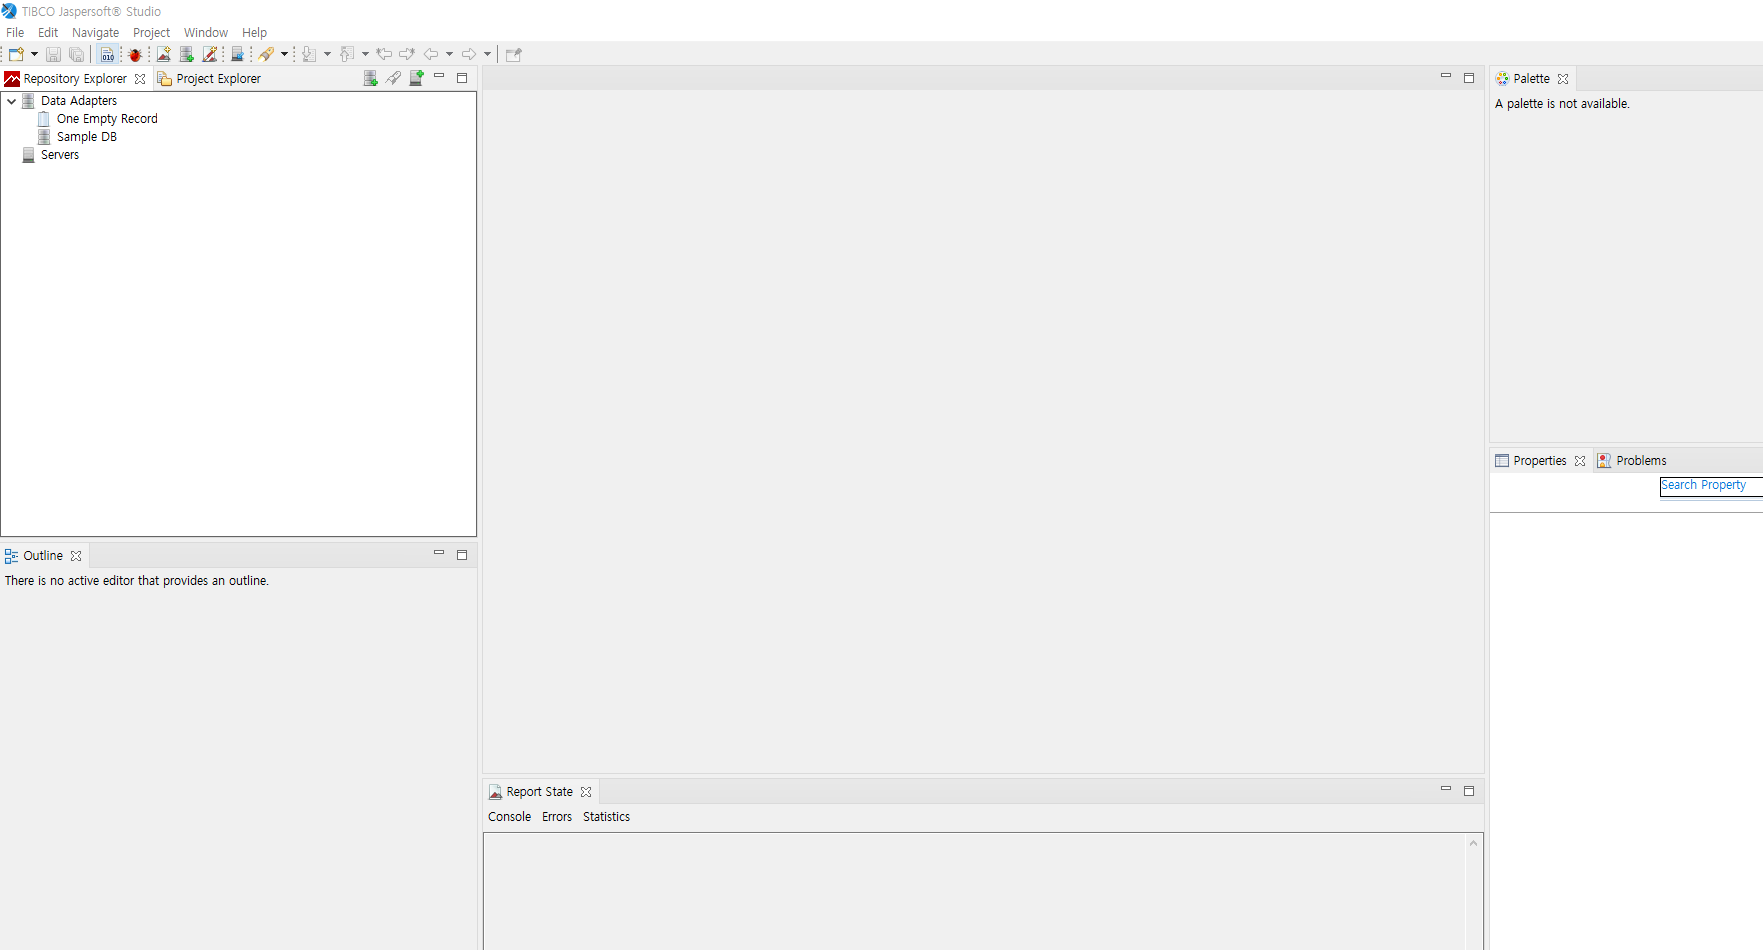 TIBCO Jaspersoft® Studio
File Edit Navigate Project Window Help
010
Repository Explorer Project Explorer
Data Adapters
One Empty Record
Sample DB
Servers
Outline
There is no active editor that provides an outline.
Report State
Console Errors Statistics
Palette
A palette is not available.
Properties Problems
Search Property